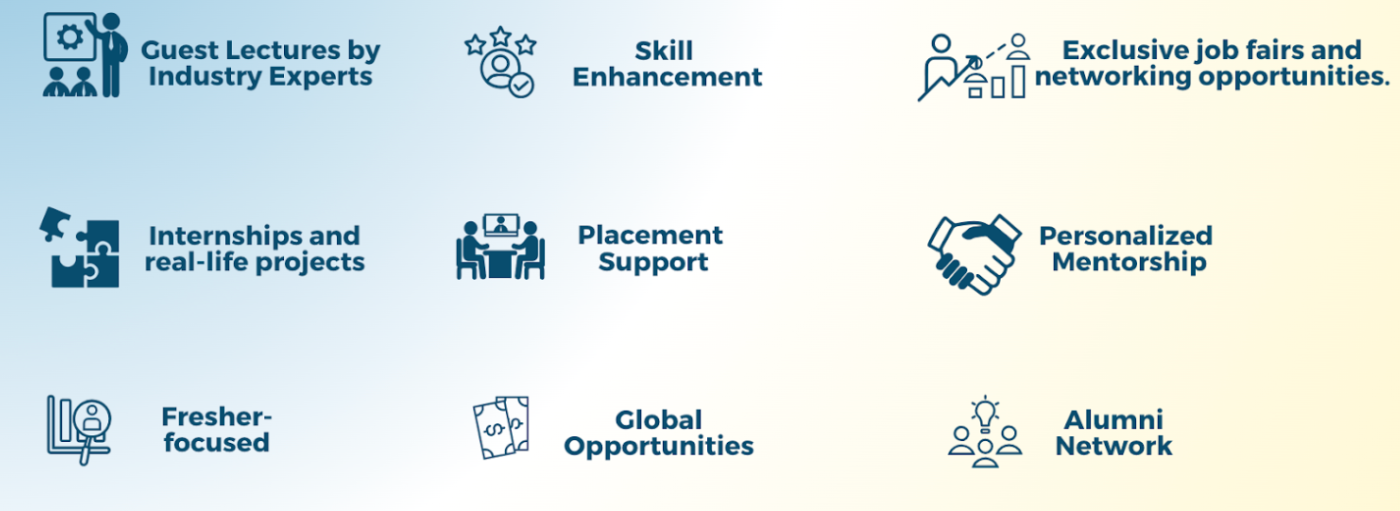 Guest Lectures by
Industry Experts
Skill
Enhancement
Exclusive job fairs and
networking opportunities.
Internships and
real-life projects
Placement
Support
Personalized
Mentorship
Fresher-
focused
Global
Opportunities
Alumni
Network